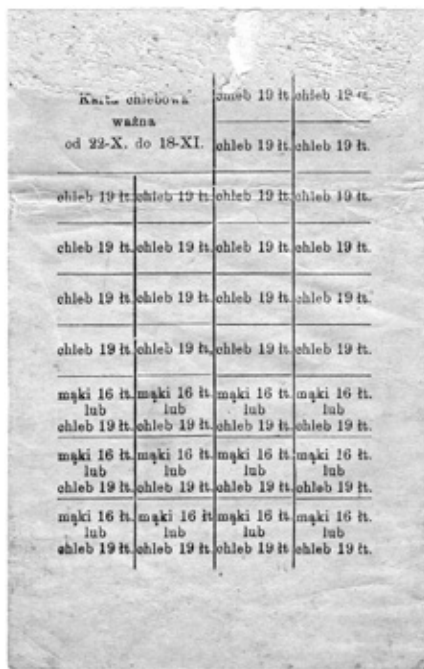 Karta chlebowa
ważna
od 22-X. do 18-XI.
chleb 19 łt. chleb 19 łt.
chleb 19 łt. chleb 19 łt.
chleb 19 łt. chleb 19 łt. chleb 19 łt. chleb 19 łt.
chleb 19 łt. chleb 19 łt. chleb 19 łt. chleb 19 łt.
chleb 19 łt. chleb 19 łt. chleb 19 łt. chleb 19 łt.
chleb 19 łt. chleb 19 łt. chleb 19 łt. chleb 19 łt.
mąki 16 łt. mąki 16 łt. mąki 16 łt. mąki 16 łt.
lub lub lub lub
chleb 19 łt. chleb 19 łt. chleb 19 łt. chleb 19 łt.
mąki 16 łt. mąki 16 łt. mąki 16 łt. mąki 16 łt.
lub lub lub lub
chleb 19 łt. chleb 19 łt. chleb 19 łt. chleb 19 łt.
mąki 16 łt. mąki 16 łt mąki 16 łt. mąki 16 łt.
lub lub lub lub
chleb 19 łt. chleb 19 łt. chleb 19 łt. chleb 19 łt.